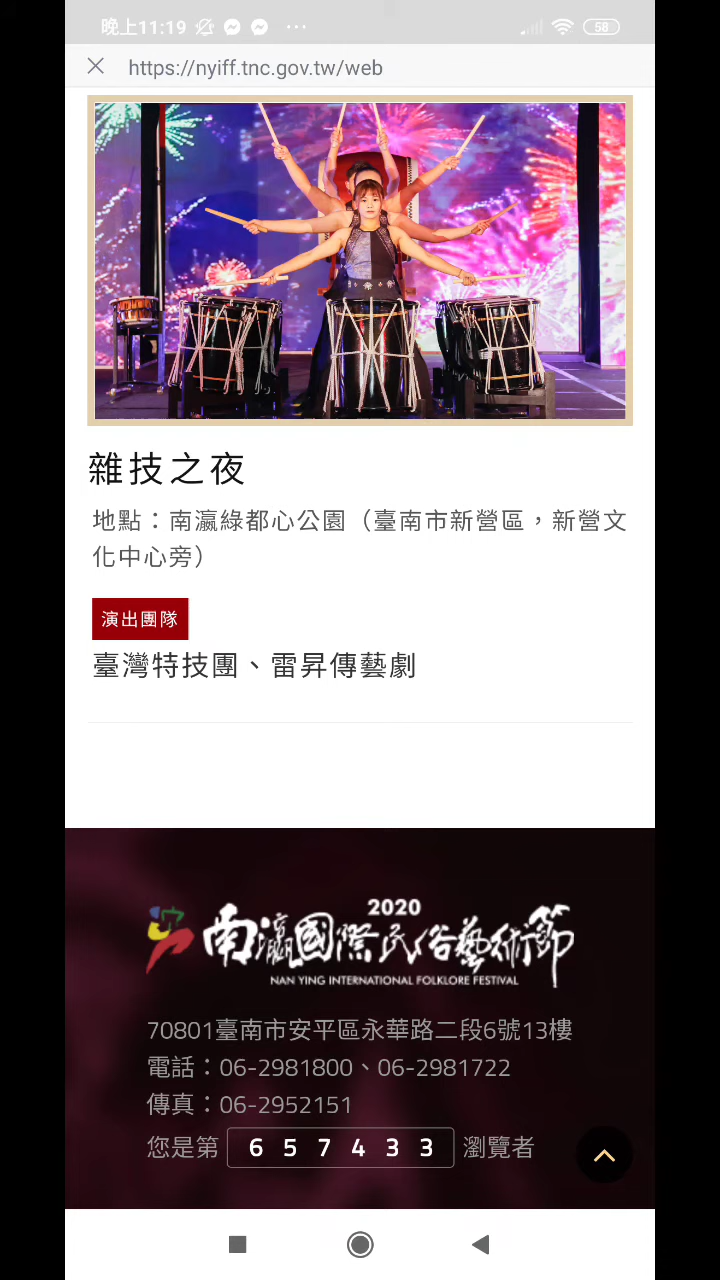 晚上11:19
58
https://nyiff.tnc.gov.tw/web
雜技之夜
地點：南瀛綠都心公園（臺南市新營區，新營文
化中心旁）
演出團隊
臺灣特技團、雷昇傳藝劇
2020
南瀛國際民俗藝術節
NAN YING INTERNATIONAL FOLKLORE FESTIVAL
70801臺南市安平區永華路二段6號13樓
電話：06-2981800、06-2981722
傳真：06-2952151
您是第 6 5 7 4 3 3 瀏覽者